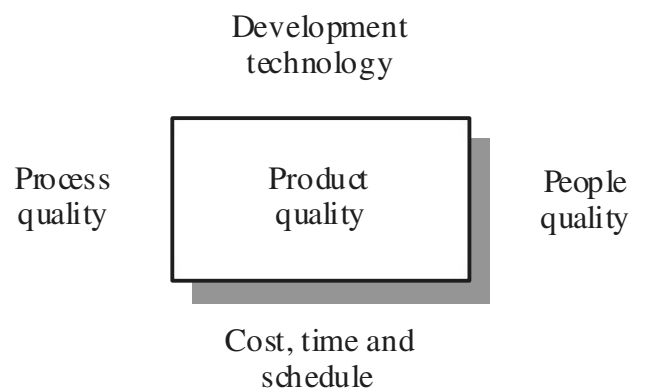 Development
technology
Process
quality
Product
quality
People
quality
Cost, time and
schedule